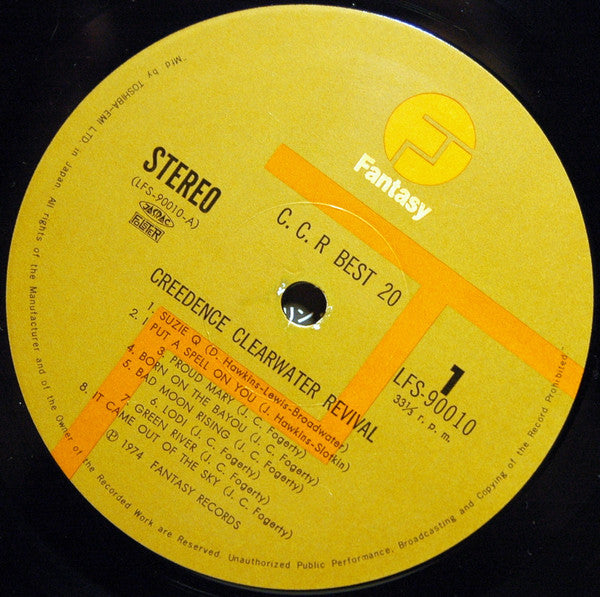 Fantasy
STEREO
(LFS-90010-A)
JASRAC
C. C. R BEST 20
CREEDENCE CLEARWATER REVIVAL
1
LFS-90010
33⅓ r. p. m.
1. SUZIE Q (D. Hawkins-Lewis-Broadwater)
2. I PUT A SPELL ON YOU (J. Hawkins-Slotkin)
3. PROUD MARY (J. C. Fogerty)
4. BORN ON THE BAYOU (J. C. Fogerty)
5. BAD MOON RISING (J. C. Fogerty)
6. LODI (J. C. Fogerty)
7. GREEN RIVER (J. C. Fogerty)
8. IT CAME OUT OF THE SKY (J. C. Fogerty)
Ⓟ 1974 FANTASY RECORDS
"M'fd by TOSHIBA-EMI LTD. in Japan. All rights of the Manufacturer and of the Owner of the Recorded Work are Reserved. Unauthorized Public Performance, Broadcasting and Copying of the Record Prohibited"
リン